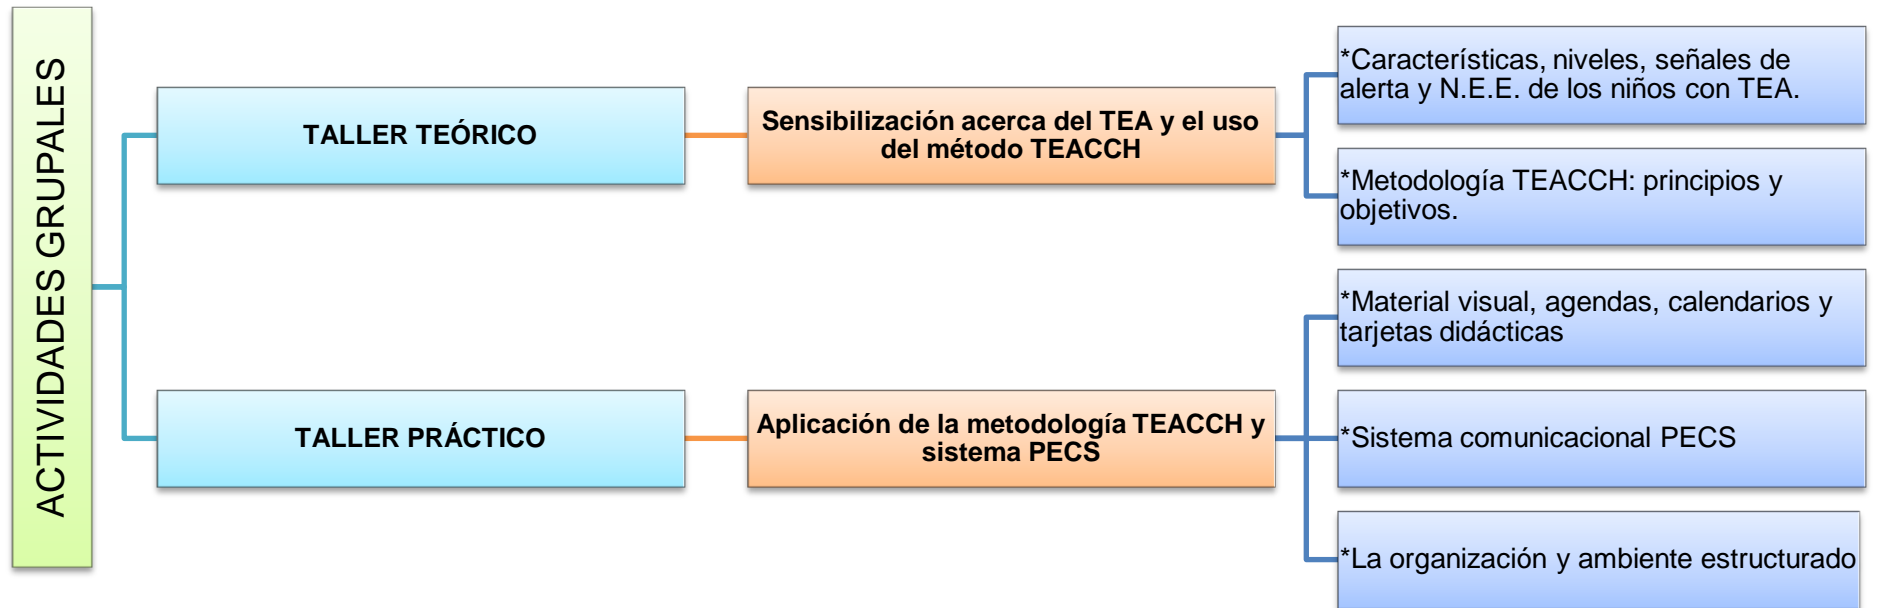 ACTIVIDADES GRUPALES
TALLER TEÓRICO
Sensibilización acerca del TEA y el uso
del método TEACCH
*Características, niveles, señales de
alerta y N.E.E. de los niños con TEA.
*Metodología TEACCH: principios y
objetivos.
TALLER PRÁCTICO
Aplicación de la metodología TEACCH y
sistema PECS
*Material visual, agendas, calendarios y
tarjetas didácticas
*Sistema comunicacional PECS
*La organización y ambiente estructurado